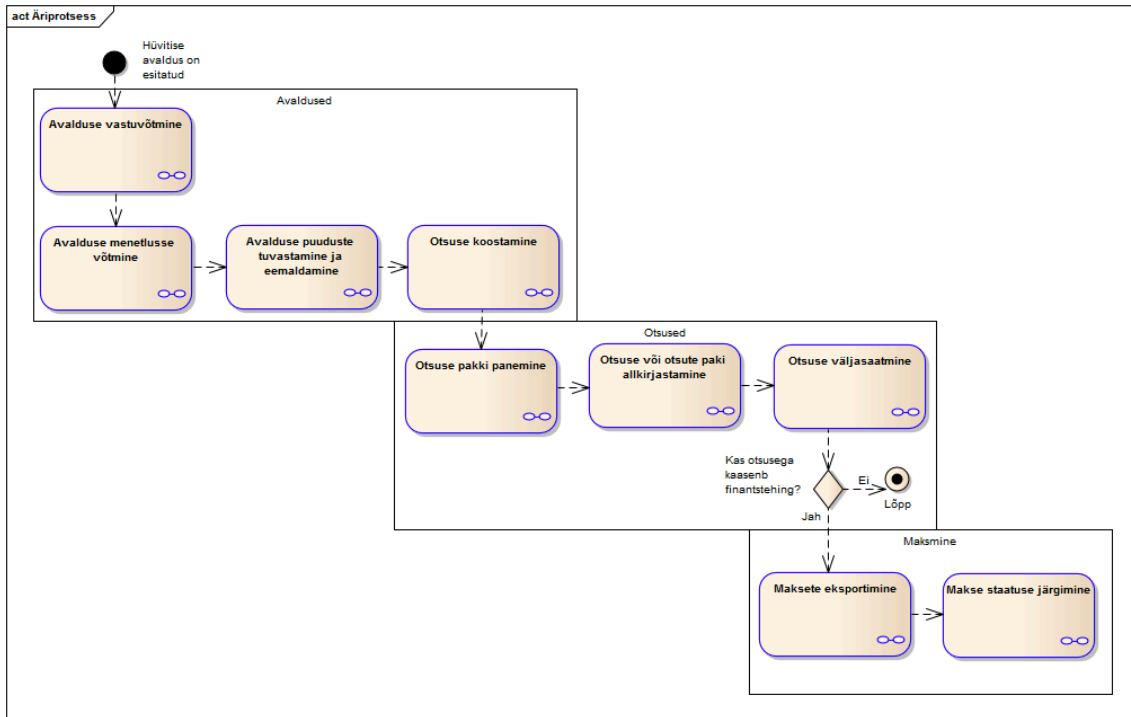 act Äriprotsess
Hüvitise
avaldus on
esitatud
Avaldused
Avalduse vastuvõtmine
Avalduse menetlusse
võtmine
Avalduse puuduste
tuvastamine ja
eemaldamine
Otsuse koostamine
Otsused
Otsuse pakki panemine
Otsuse või otsute paki
allkirjastamine
Otsuse väljasaatmine
Kas otsusega
kaasenb
finantstehing?
Ei
Lõpp
Jah
Maksmine
Maksete eksportimine
Makse staatuse järgimine